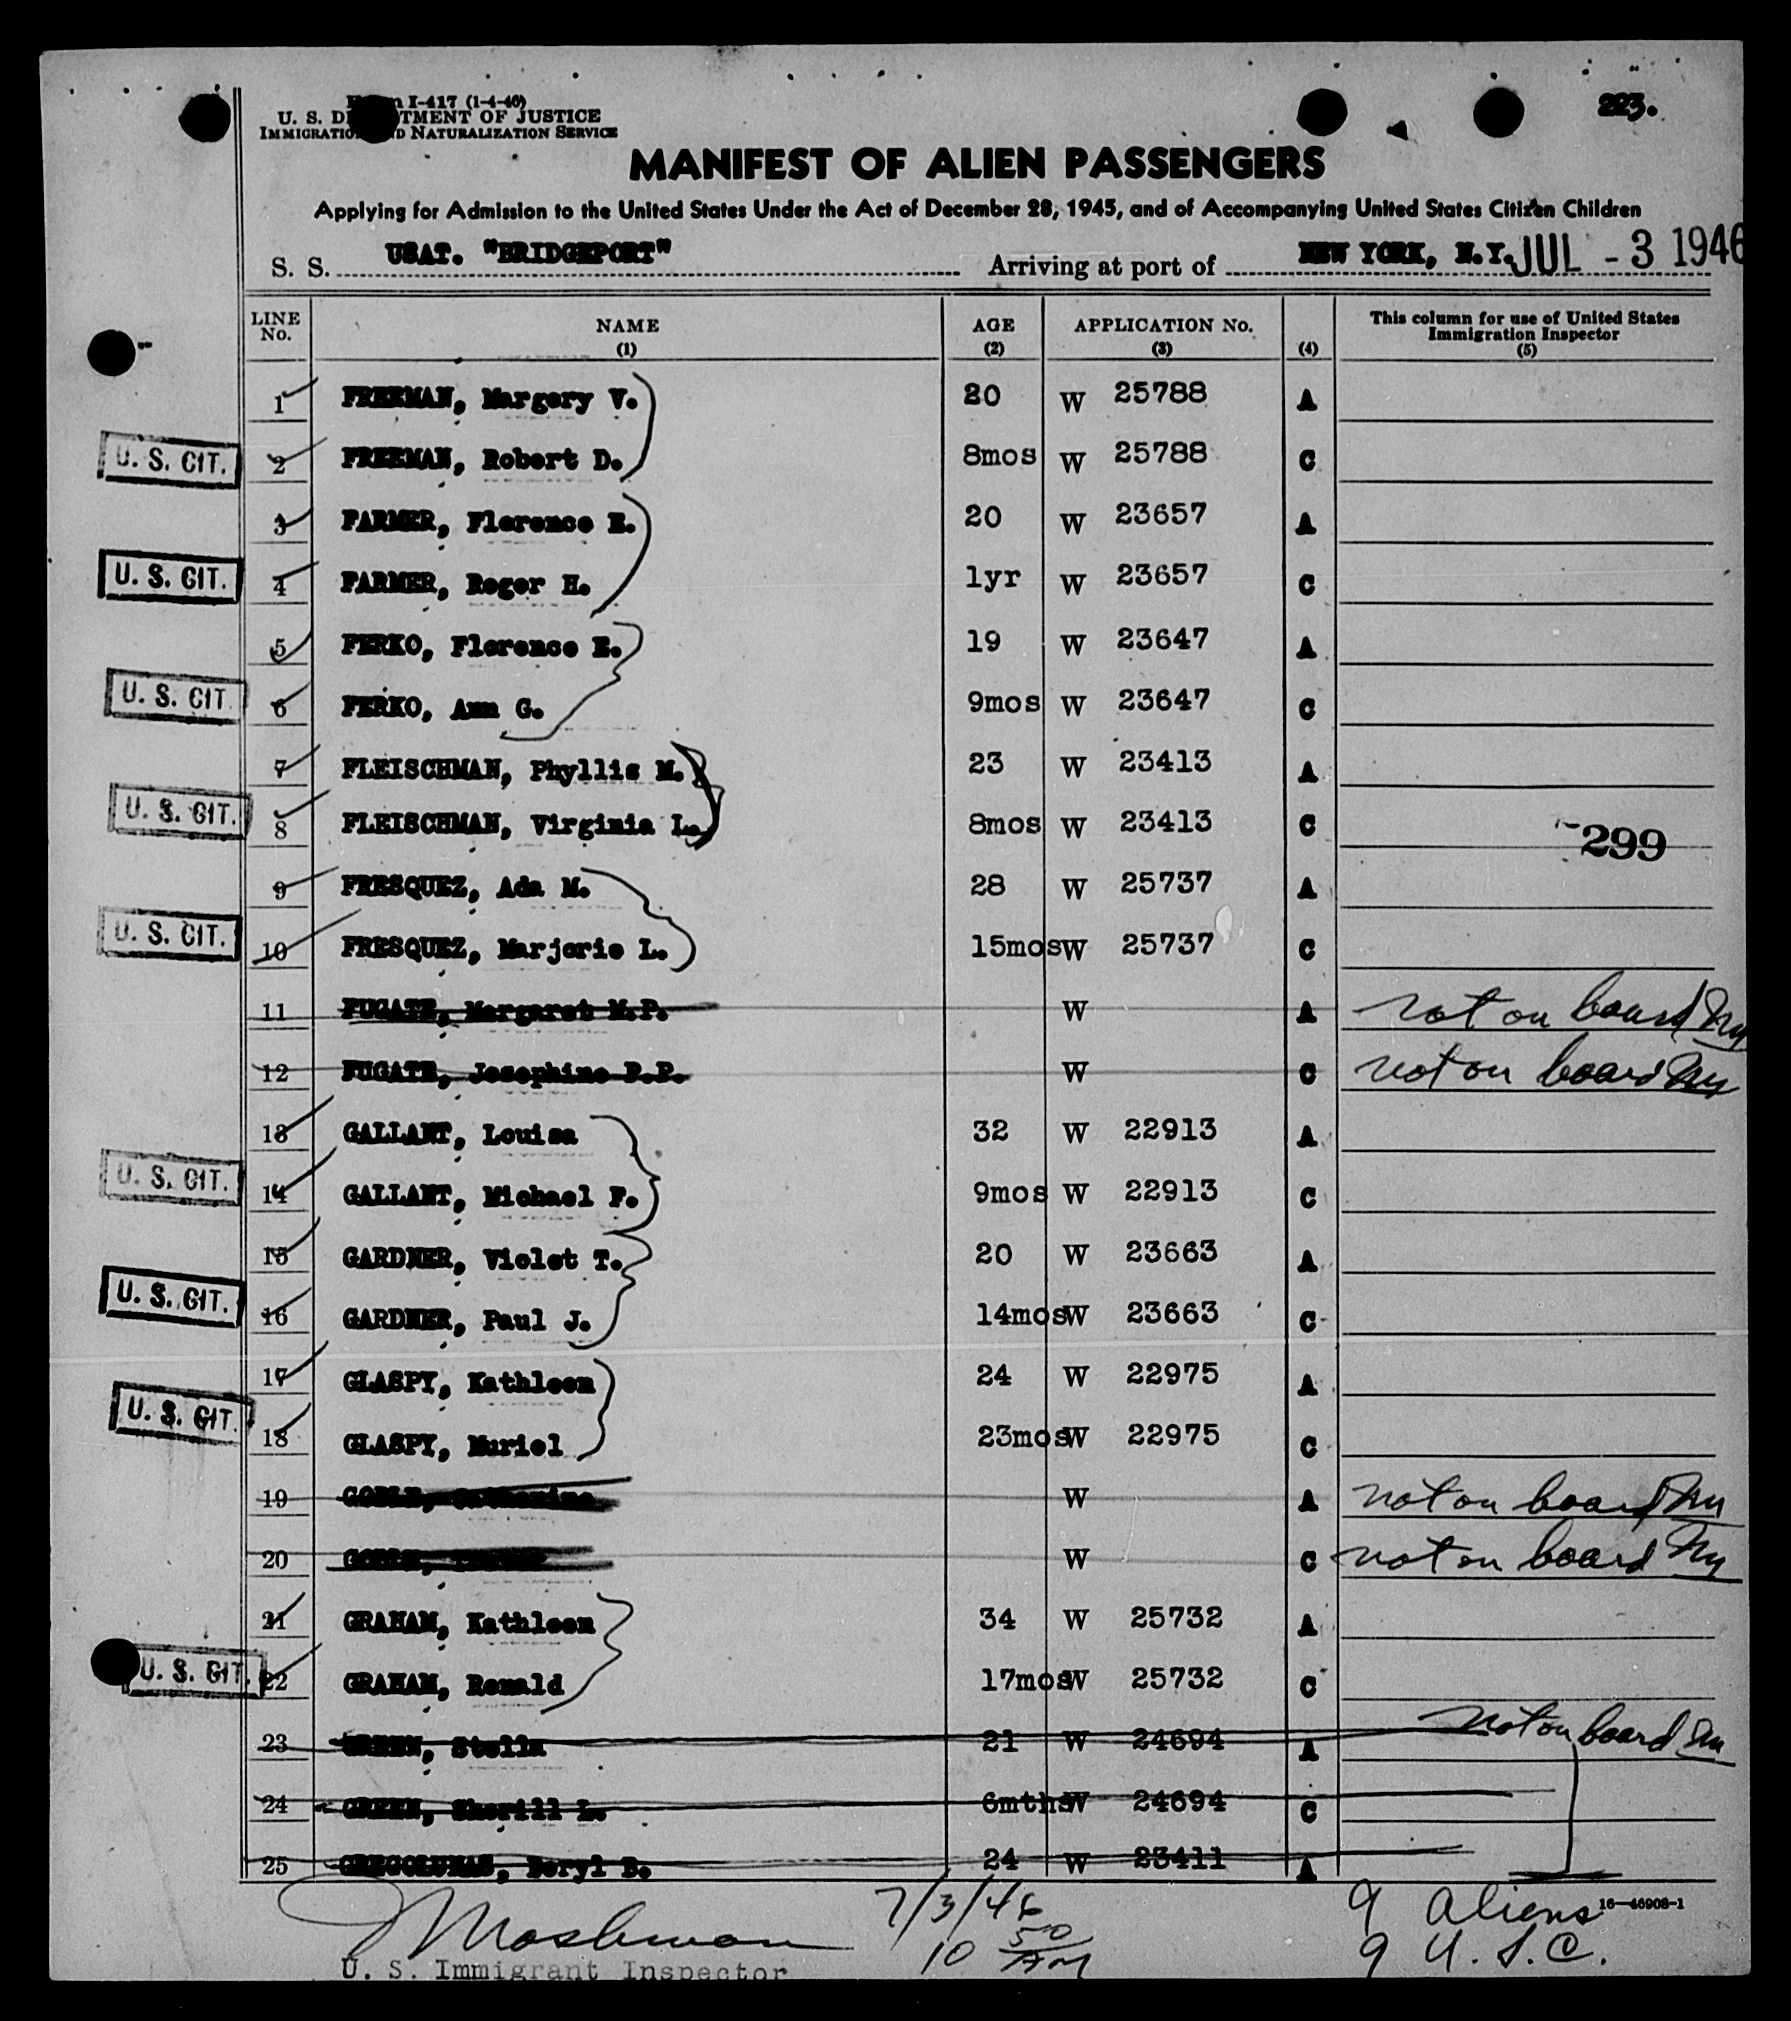 I-417 (1-4-46)
223.
U. S. DEPARTMENT OF JUSTICE
IMMIGRATION AND NATURALIZATION SERVICE
MANIFEST OF ALIEN PASSENGERS
Applying for Admission to the United States Under the Act of December 28, 1945, and of Accompanying United States Citizen Children
S. S. USAT. "BRIDGEPORT" Arriving at port of NEW YORK, N.Y. JUL - 3 1946
LINE No. NAME (1) AGE (2) APPLICATION No. (3) (4) This column for use of United States Immigration Inspector (5)
1 FREEMAN, Margery V. 20 W 25788 A
U. S. CIT. 2 FREEMAN, Robert D. 8mos W 25788 C
3 FARMER, Florence E. 20 W 23657 A
U. S. CIT. 4 FARMER, Roger H. 1yr W 23657 C
5 FERKO, Florence E. 19 W 23647 A
U. S. CIT 6 FERKO, Ann G. 9mos W 23647 C
7 FLEISCHMAN, Phyllis M. 23 W 23413 A
U. S. CIT. 8 FLEISCHMAN, Virginia L. 8mos W 23413 C
299
9 FRESQUEZ, Ada M. 28 W 25737 A
U. S. CIT. 10 FRESQUEZ, Marjorie L. 15mos W 25737 C
11 FUGATE, Margaret M.P. W A not on board
12 FUGATE, Josephine P.P. W C not on board
13 GALLANT, Louisa 32 W 22913 A
U. S. CIT. 14 GALLANT, Michael F. 9mos W 22913 C
15 GARDNER, Violet T. 20 W 23663 A
U. S. CIT. 16 GARDNER, Paul J. 14mos W 23663 C
17 GLASPY, Kathleen 24 W 22975 A
U. S. CIT. 18 GLASPY, Muriel 23mos W 22975 C
19 GOBLE, Catherine W A not on board
20 W C not on board
21 GRAHAM, Kathleen 34 W 25732 A
U. S. CIT. 22 GRAHAM, Ronald 17mos W 25732 C
23 GREEN, Stella 21 W 24694 A not on board
24 GREEN, Sherill L. 6mths W 24694 C
25 Beryl B. 24 W 23411 A
7/3/46 9 aliens 16—46908-1
Moshman 10 50 AM 9 U.S.C.
U. S. Immigrant Inspector